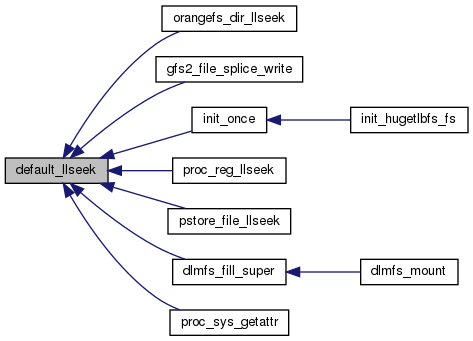 orangefs_dir_llseek
gfs2_file_splice_write
init_once
init_hugetlbfs_fs
default_llseek
proc_reg_llseek
pstore_file_llseek
dlmfs_fill_super
dlmfs_mount
proc_sys_getattr